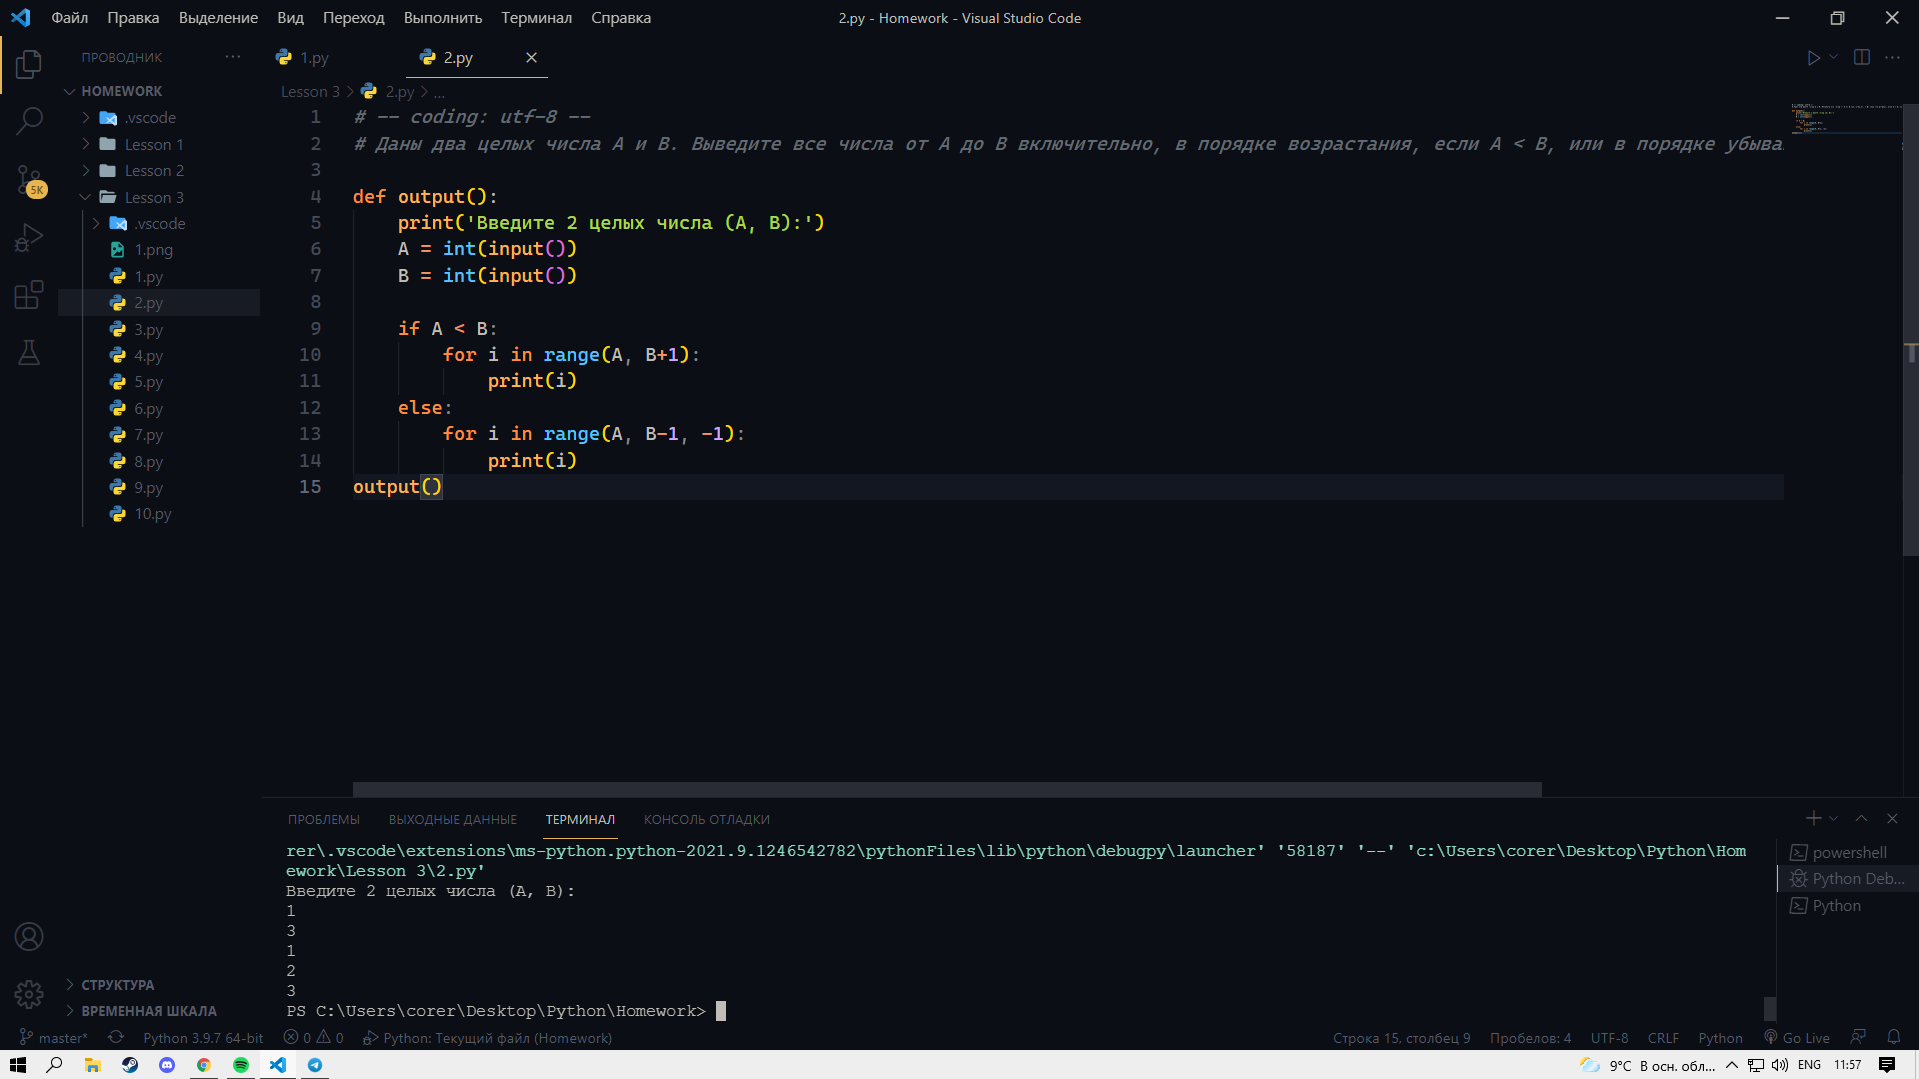 Файл Правка Выделение Вид Переход Выполнить Терминал Справка
2.py - Homework - Visual Studio Code
ПРОВОДНИК
1.py
2.py
HOMEWORK
Lesson 3 > 2.py > ...
.vscode
Lesson 1
Lesson 2
Lesson 3
.vscode
1.png
1.py
2.py
3.py
4.py
5.py
6.py
7.py
8.py
9.py
10.py
5K
1 # -- coding: utf-8 --
2 # Даны два целых числа A и B. Выведите все числа от A до B включительно, в порядке возрастания, если A < B, или в порядке убыва
3
4 def output():
5 print('Введите 2 целых числа (A, B):')
6 A = int(input())
7 B = int(input())
8
9 if A < B:
10 for i in range(A, B+1):
11 print(i)
12 else:
13 for i in range(A, B-1, -1):
14 print(i)
15 output()
ПРОБЛЕМЫ ВЫХОДНЫЕ ДАННЫЕ ТЕРМИНАЛ КОНСОЛЬ ОТЛАДКИ
rer\.vscode\extensions\ms-python.python-2021.9.1246542782\pythonFiles\lib\python\debugpy\launcher' '58187' '--' 'c:\Users\corer\Desktop\Python\Hom
ework\Lesson 3\2.py'
Введите 2 целых числа (A, B):
1
3
1
2
3
PS C:\Users\corer\Desktop\Python\Homework>
powershell
Python Deb...
Python
СТРУКТУРА
ВРЕМЕННАЯ ШКАЛА
master* Python 3.9.7 64-bit 0 0 Python: Текущий файл (Homework)
Строка 15, столбец 9 Пробелов: 4 UTF-8 CRLF Python Go Live
9°C В осн. обл... ENG 11:57